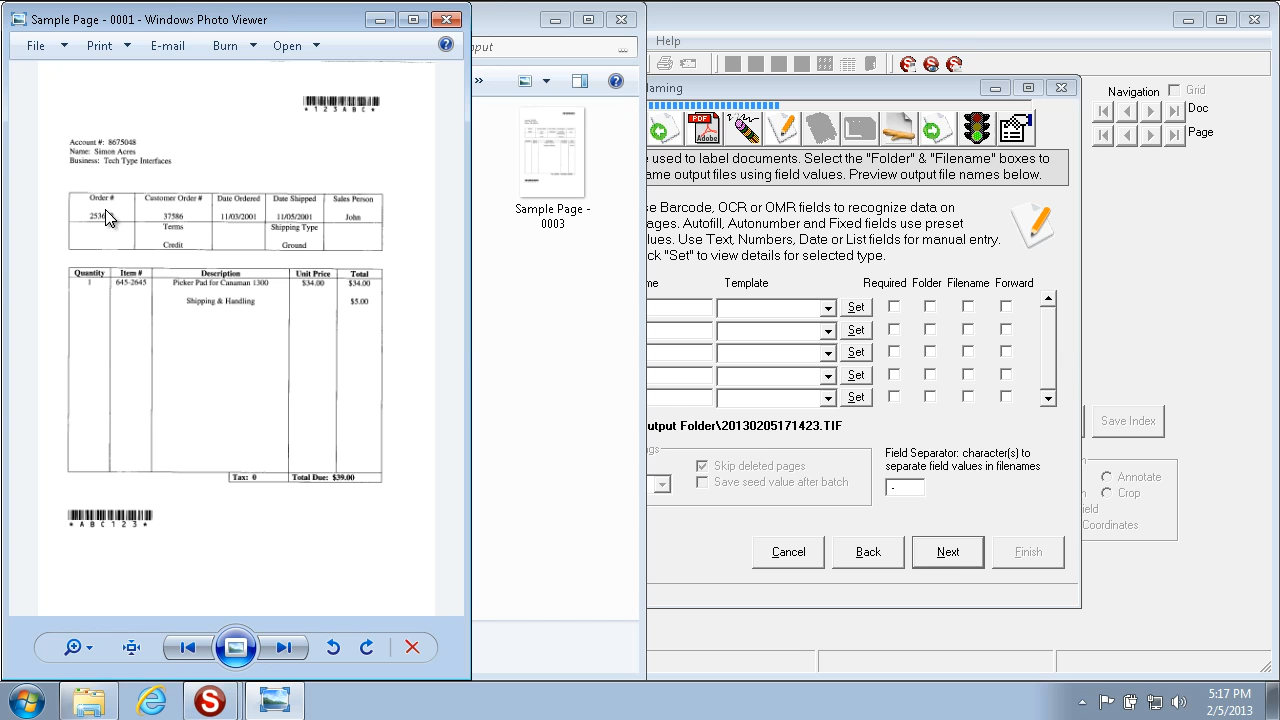 Sample Page - 0001 - Windows Photo Viewer
File Print E-mail Burn Open
*123ABC*
Account #: 8675048
Name: Simon Acres
Business: Tech Type Interfaces
Order # Customer Order # Date Ordered Date Shipped Sales Person
37586 11/03/2001 11/05/2001 John
Terms Shipping Type
Credit Ground
Quantity Item # Description Unit Price Total
1 645-2645 Picker Pad for Canaman 1300 $34.00 $34.00
Shipping & Handling $5.00
Tax: 0 Total Due: $39.00
*ABC123*
Sample Page -
0003
Help
Navigation Grid
Doc
Page
used to label documents. Select "Folder" & "Filename" boxes to
output files using field values. Preview output filename below.
Barcode, OCR or OMR fields to recognize data on
ages, Autofill, Autonumber and Fixed fields use preset
lues. Use Text, Numbers, Date or List fields for manual entry.
ck "Set" to view details for selected type.
Template Require Folder Filename Forward
Set
Set
Set
Set
Set
utput Folder\20130205171423.TIF
Skip deleted pages
Save seed value after batch
Field Separator: character(s) to
separate field values in filenames
-
Cancel Back Next Finish
Save Index
Annotate
Crop
Coordinates
5:17 PM
2/5/2013